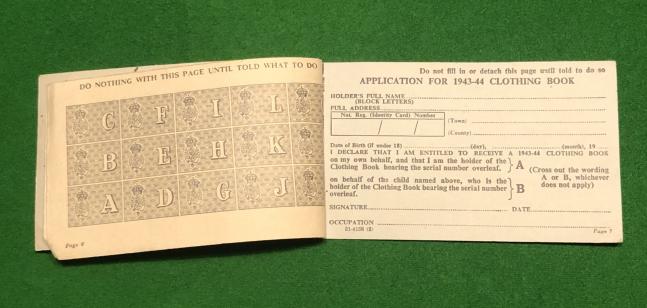 DO NOTHING WITH THIS PAGE UNTIL TOLD WHAT TO DO
C F I L
B E H K
A D G J
Page 6
Do not fill in or detach this page until told to do so
APPLICATION FOR 1943-44 CLOTHING BOOK
HOLDER'S FULL NAME
(BLOCK LETTERS)
FULL ADDRESS
Nat. Reg. (Identity Card) Number
/ /
(Town)
(County)
Date of Birth (if under 18) (day), (month), 19
I DECLARE THAT I AM ENTITLED TO RECEIVE A 1943-44 CLOTHING BOOK
on my own behalf, and that I am the holder of the
Clothing Book bearing the serial number overleaf. } A
on behalf of the child named above, who is the
holder of the Clothing Book bearing the serial number
overleaf. } B
(Cross out the wording
A or B, whichever
does not apply)
SIGNATURE DATE
OCCUPATION
Page 7